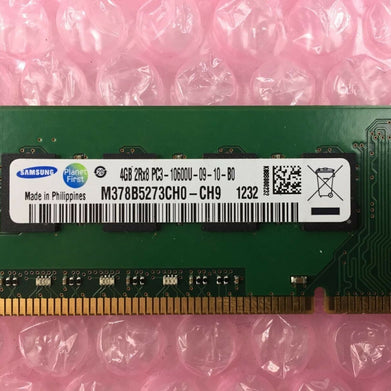 SAMSUNG
Planet First
4GB 2Rx8 PC3-10600U-09-10-B0
Made in Philippines
M378B5273CH0-CH9 1232